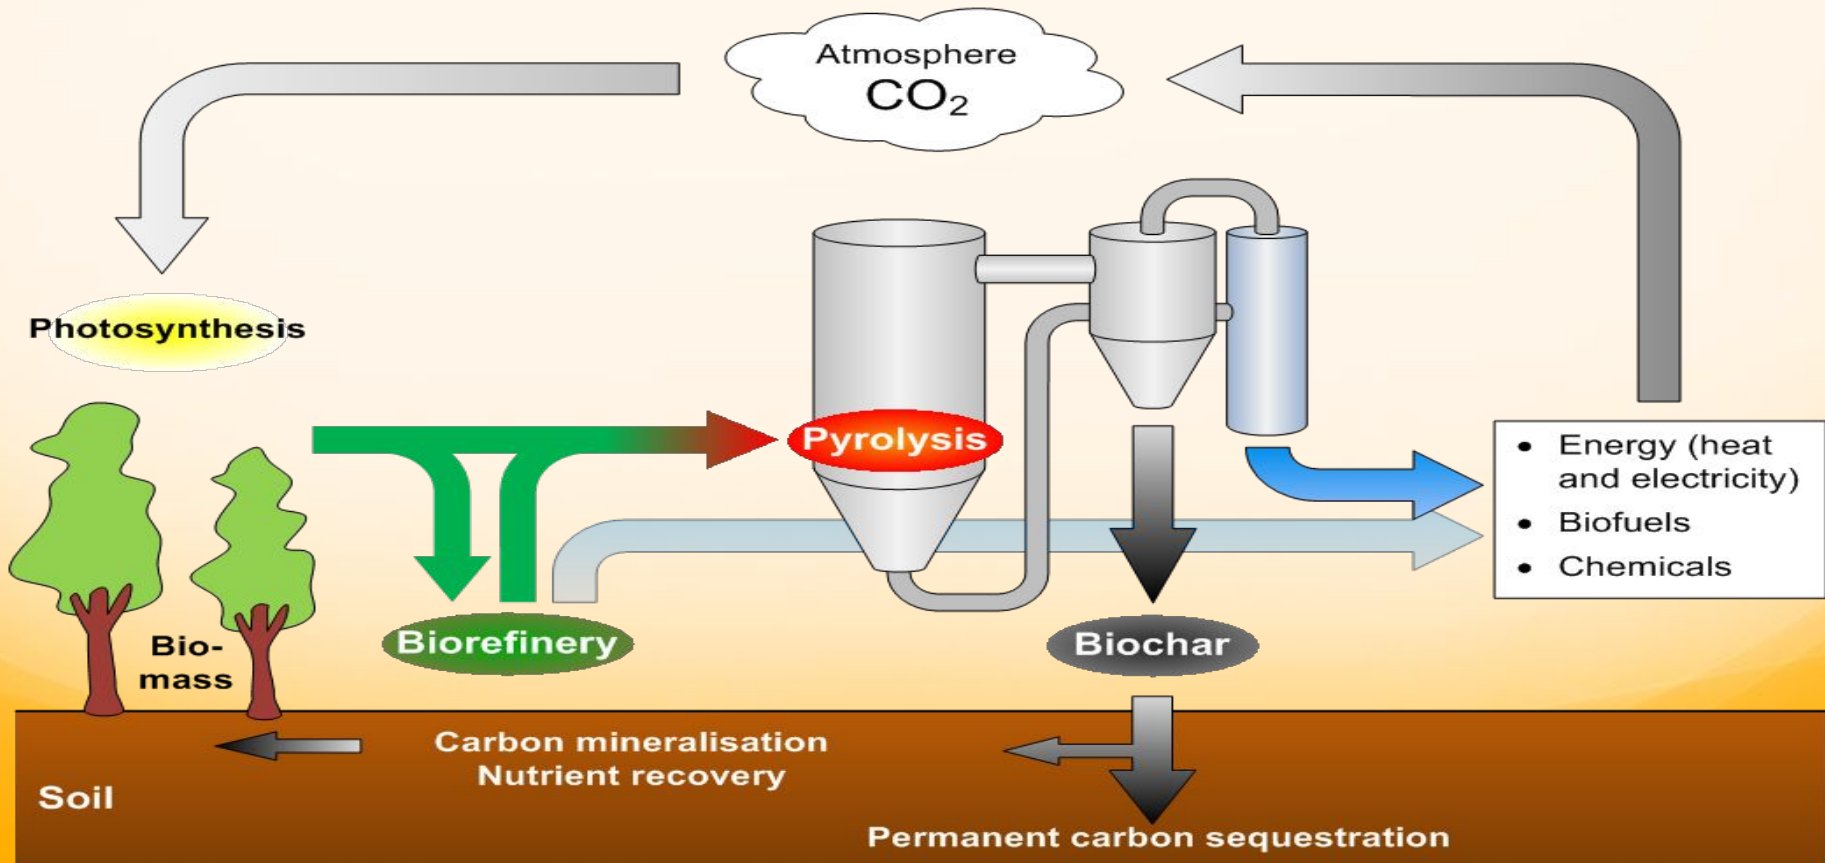 Atmosphere
CO₂
Photosynthesis
Pyrolysis
• Energy (heat
and electricity)
• Biofuels
• Chemicals
Biorefinery
Biochar
Bio-
mass
Carbon mineralisation
Nutrient recovery
Soil
Permanent carbon sequestration